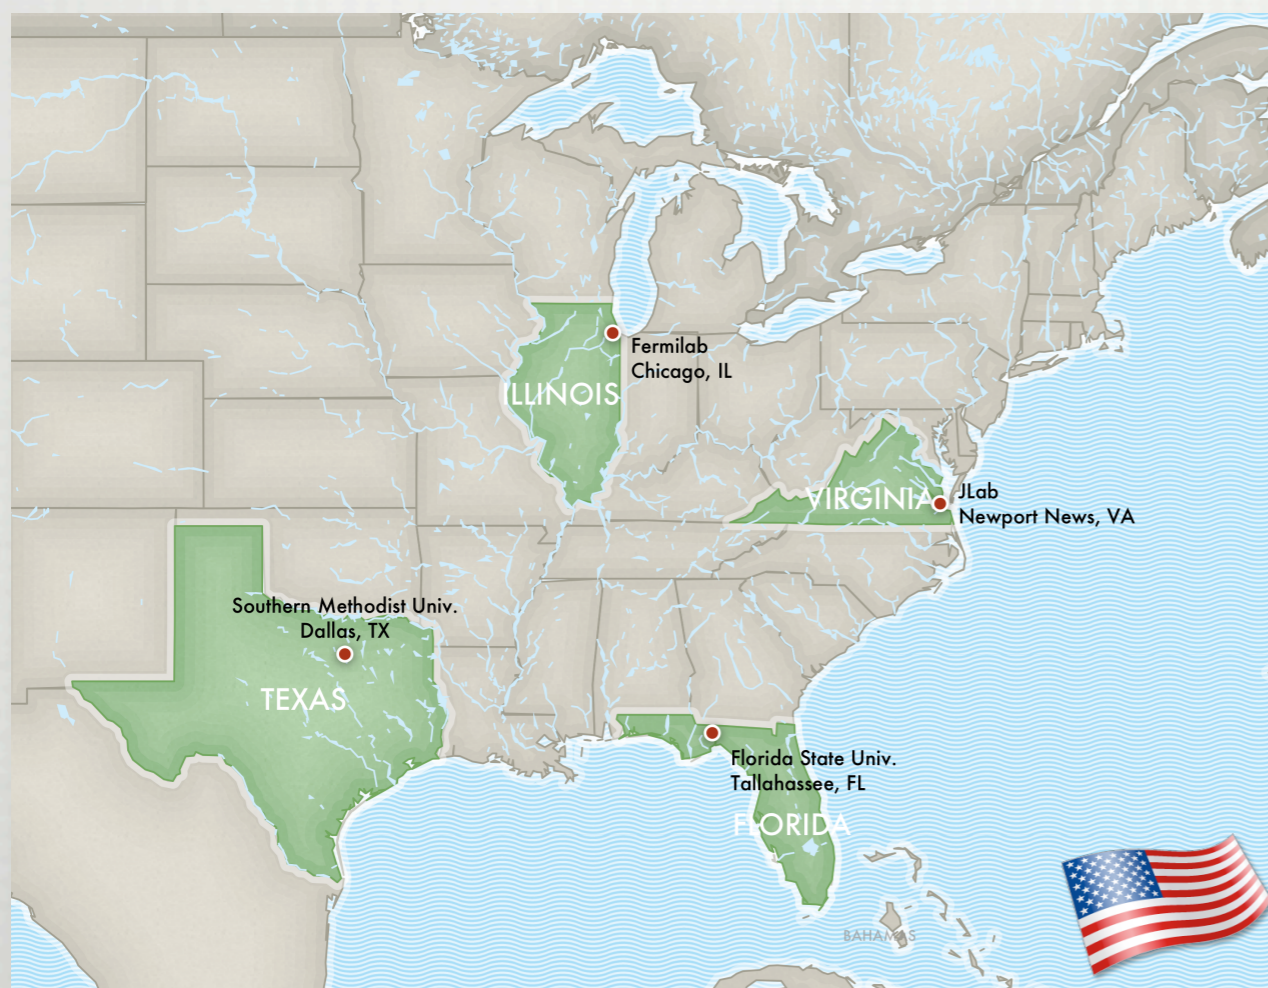 Fermilab
Chicago, IL
ILLINOIS
JLab
VIRGINIA
Newport News, VA
Southern Methodist Univ.
Dallas, TX
TEXAS
Florida State Univ.
Tallahassee, FL
FLORIDA
BAHAMAS